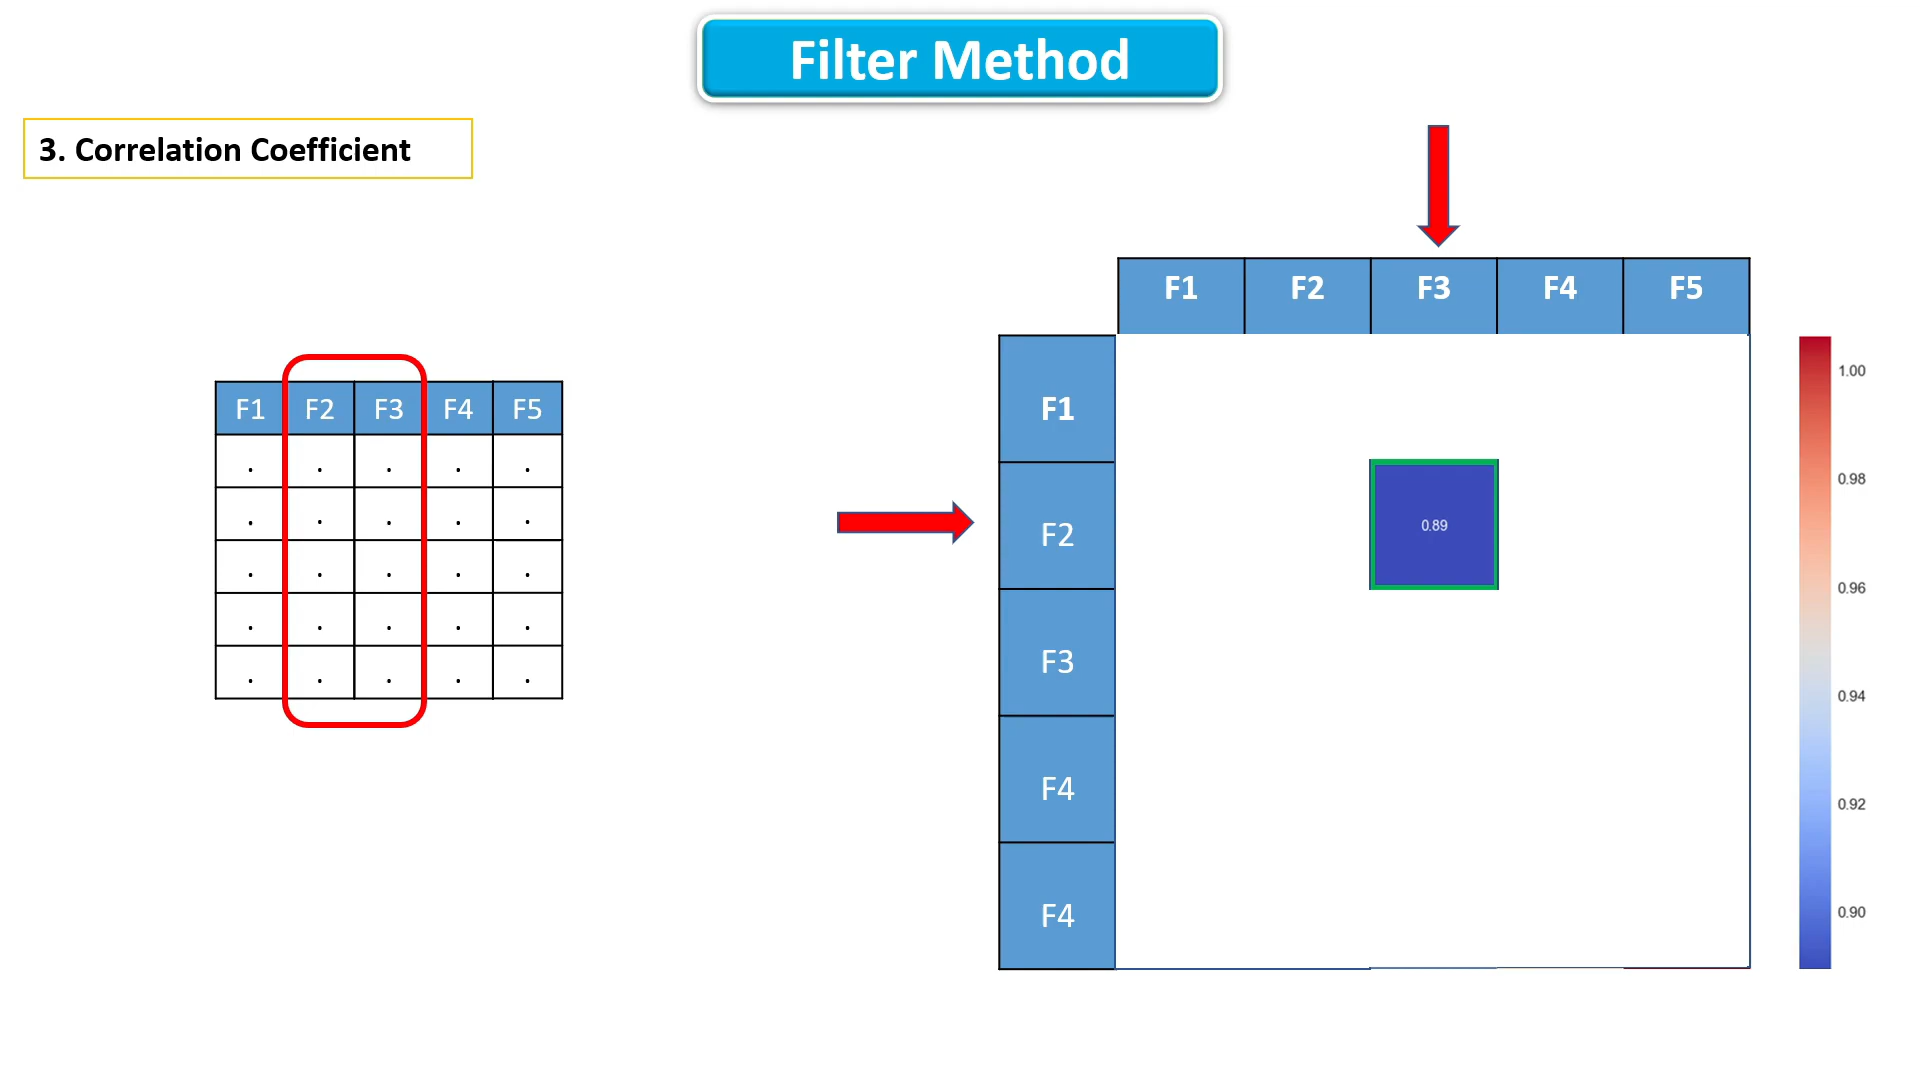 Filter Method
3. Correlation Coefficient
F1 F2 F3 F4 F5
. . . . .
. . . . .
. . . . .
. . . . .
. . . . .
F1 F2 F3 F4 F5
F1
F2
F3
F4
F4
0.89
1.00
0.98
0.96
0.94
0.92
0.90